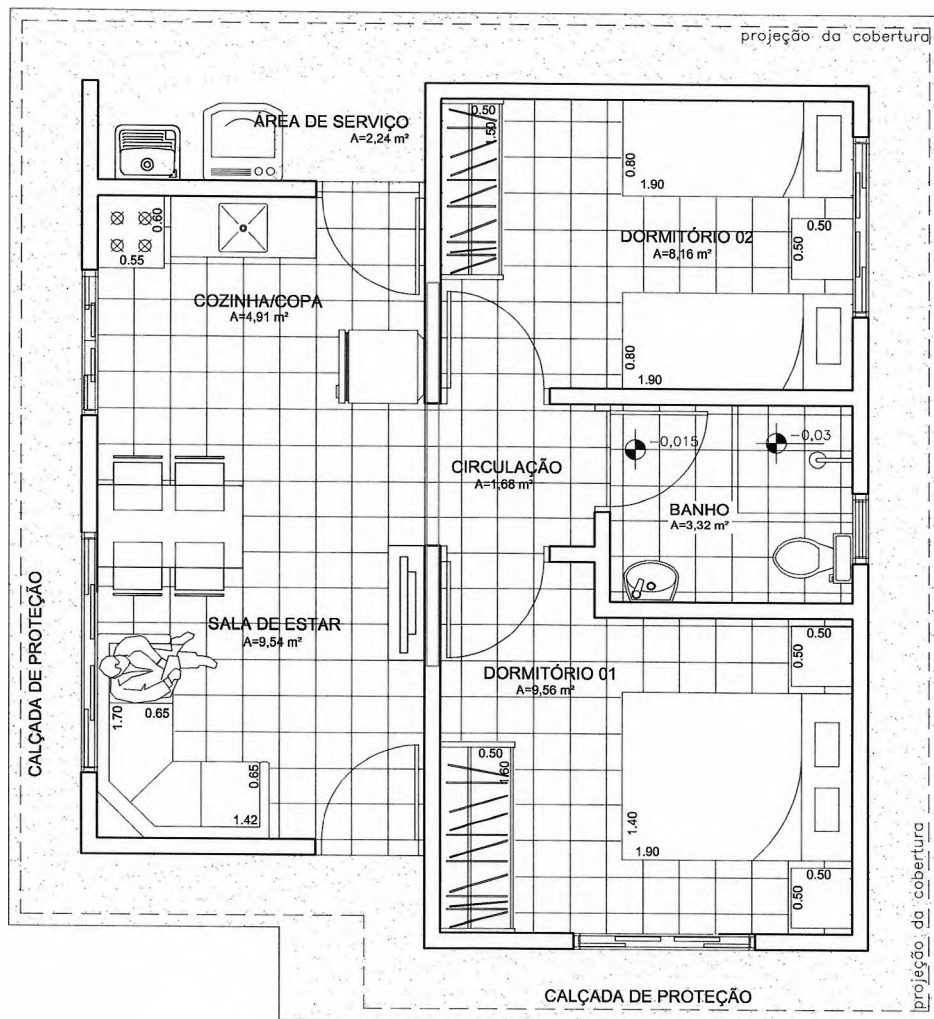 projeção da cobertura
ÁREA DE SERVIÇO
A=2,24 m²
0.50
1.50
0.80
1.90
DORMITÓRIO 02
A=8,16 m²
0.50
0.50
0.60
0.55
COZINHA/COPA
A=4,91 m²
0.80
1.90
-0,015
-0,03
CIRCULAÇÃO
A=1,68 m²
BANHO
A=3,32 m²
CALÇADA DE PROTEÇÃO
SALA DE ESTAR
A=9,54 m²
0.50
0.50
DORMITÓRIO 01
A=9,56 m²
1.70
0.65
0.65
1.42
0.50
1.60
1.40
1.90
0.50
0.50
projeção da cobertura
CALÇADA DE PROTEÇÃO